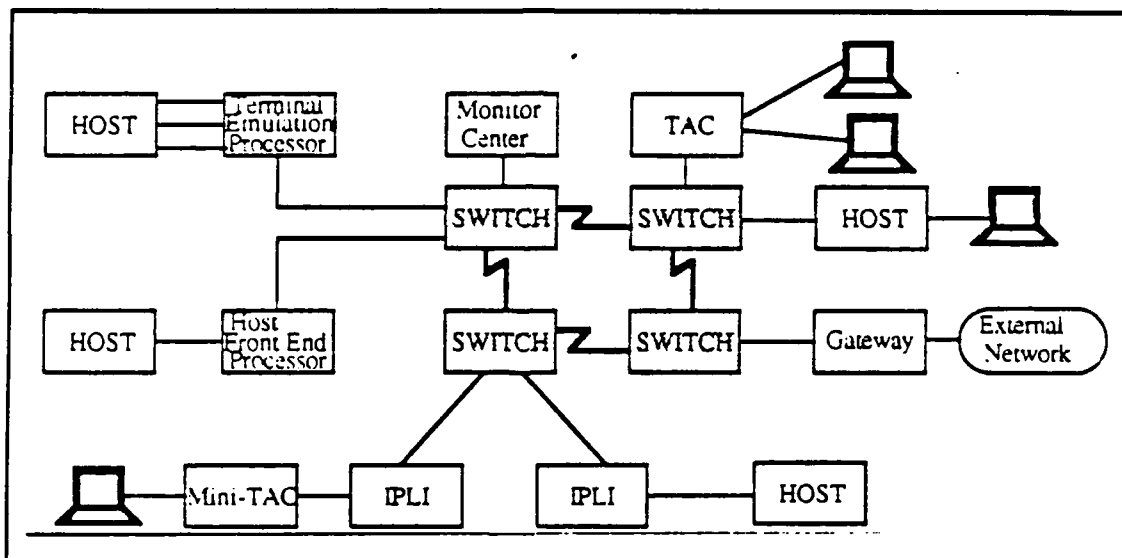 HOST
Terminal
Emulation
Processor
Monitor
Center
TAC
SWITCH
SWITCH
HOST
HOST
Host
Front End
Processor
SWITCH
SWITCH
Gateway
External
Network
Mini-TAC
IPLI
IPLI
HOST